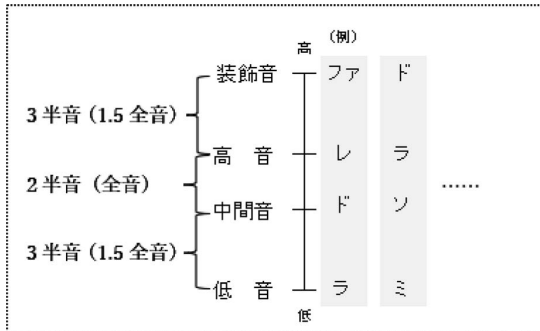 高 （例）
装飾音 ファ ド
3 半音（1.5 全音）
高 音 レ ラ
2 半音（全音） ……
中間音 ド ソ
3 半音（1.5 全音）
低 音 ラ ミ
低